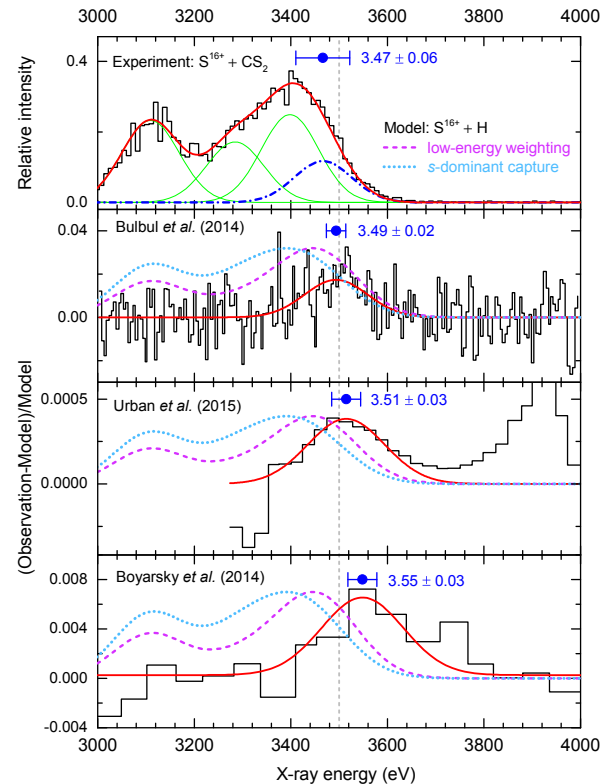 3000 3200 3400 3600 3800 4000
Relative intensity
0.4
0.0
Experiment: S¹⁶⁺ + CS₂
3.47 ± 0.06
Model: S¹⁶⁺ + H
low-energy weighting
s-dominant capture
(Observation-Model)/Model
0.04
0.00
Bulbul et al. (2014)
3.49 ± 0.02
0.0005
0.0000
Urban et al. (2015)
3.51 ± 0.03
0.008
0.004
0.000
-0.004
Boyarsky et al. (2014)
3.55 ± 0.03
3000 3200 3400 3600 3800 4000
X-ray energy (eV)